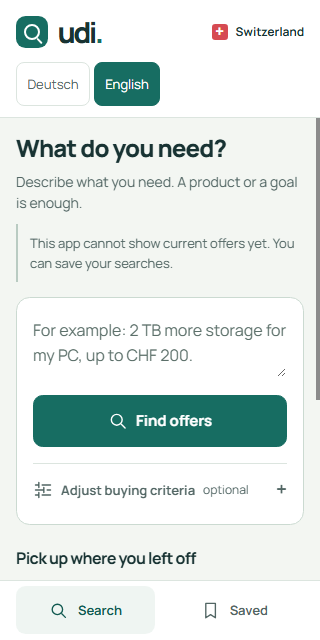 udi.
Switzerland
Deutsch
English
What do you need?
Describe what you need. A product or a goal
is enough.
This app cannot show current offers yet. You
can save your searches.
For example: 2 TB more storage for
my PC, up to CHF 200.
Find offers
Adjust buying criteria optional +
Pick up where you left off
Search
Saved